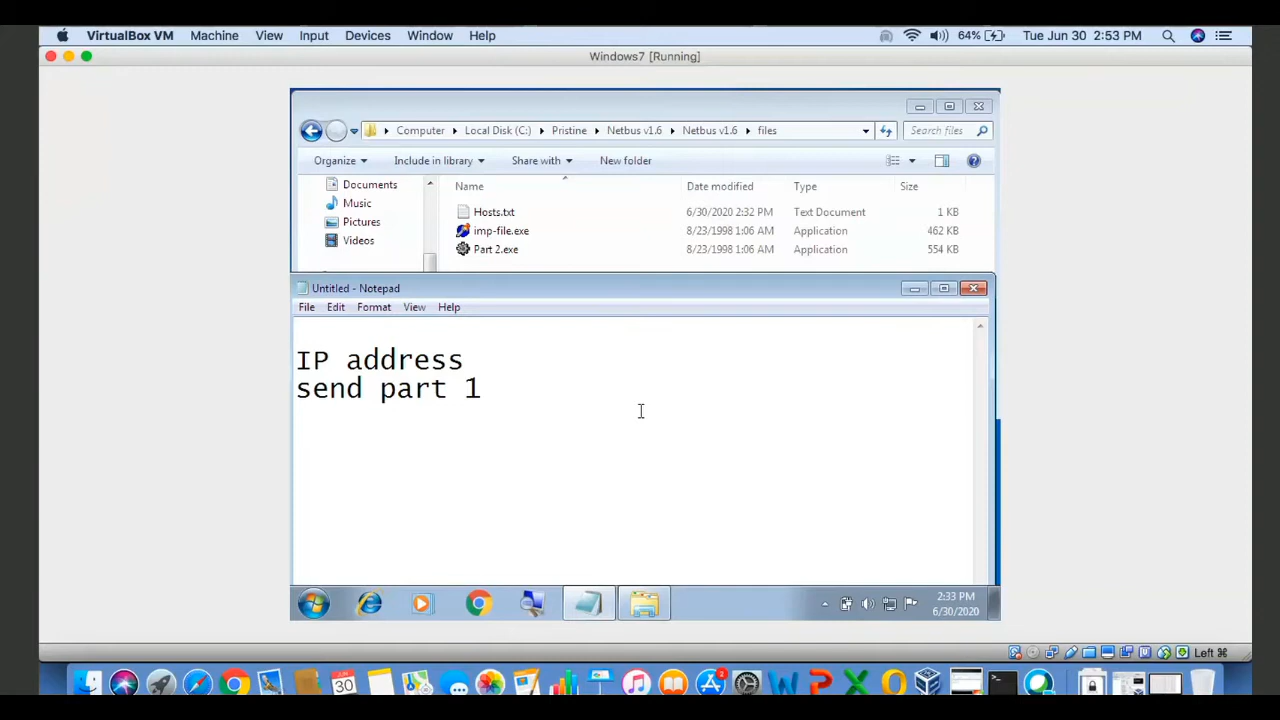 VirtualBox VM Machine View Input Devices Window Help 64% Tue Jun 30 2:53 PM
Windows7 [Running]
Computer Local Disk (C:) Pristine Netbus v1.6 Netbus v1.6 files Search files
Organize Include in library Share with New folder
Documents
Music
Pictures
Videos
Name Date modified Type Size
Hosts.txt 6/30/2020 2:32 PM Text Document 1 KB
imp-file.exe 8/23/1998 1:06 AM Application 462 KB
Part 2.exe 8/23/1998 1:06 AM Application 554 KB
Untitled - Notepad
File Edit Format View Help
IP address
send part 1
2:33 PM
6/30/2020
Left ⌘
JUN
30
2